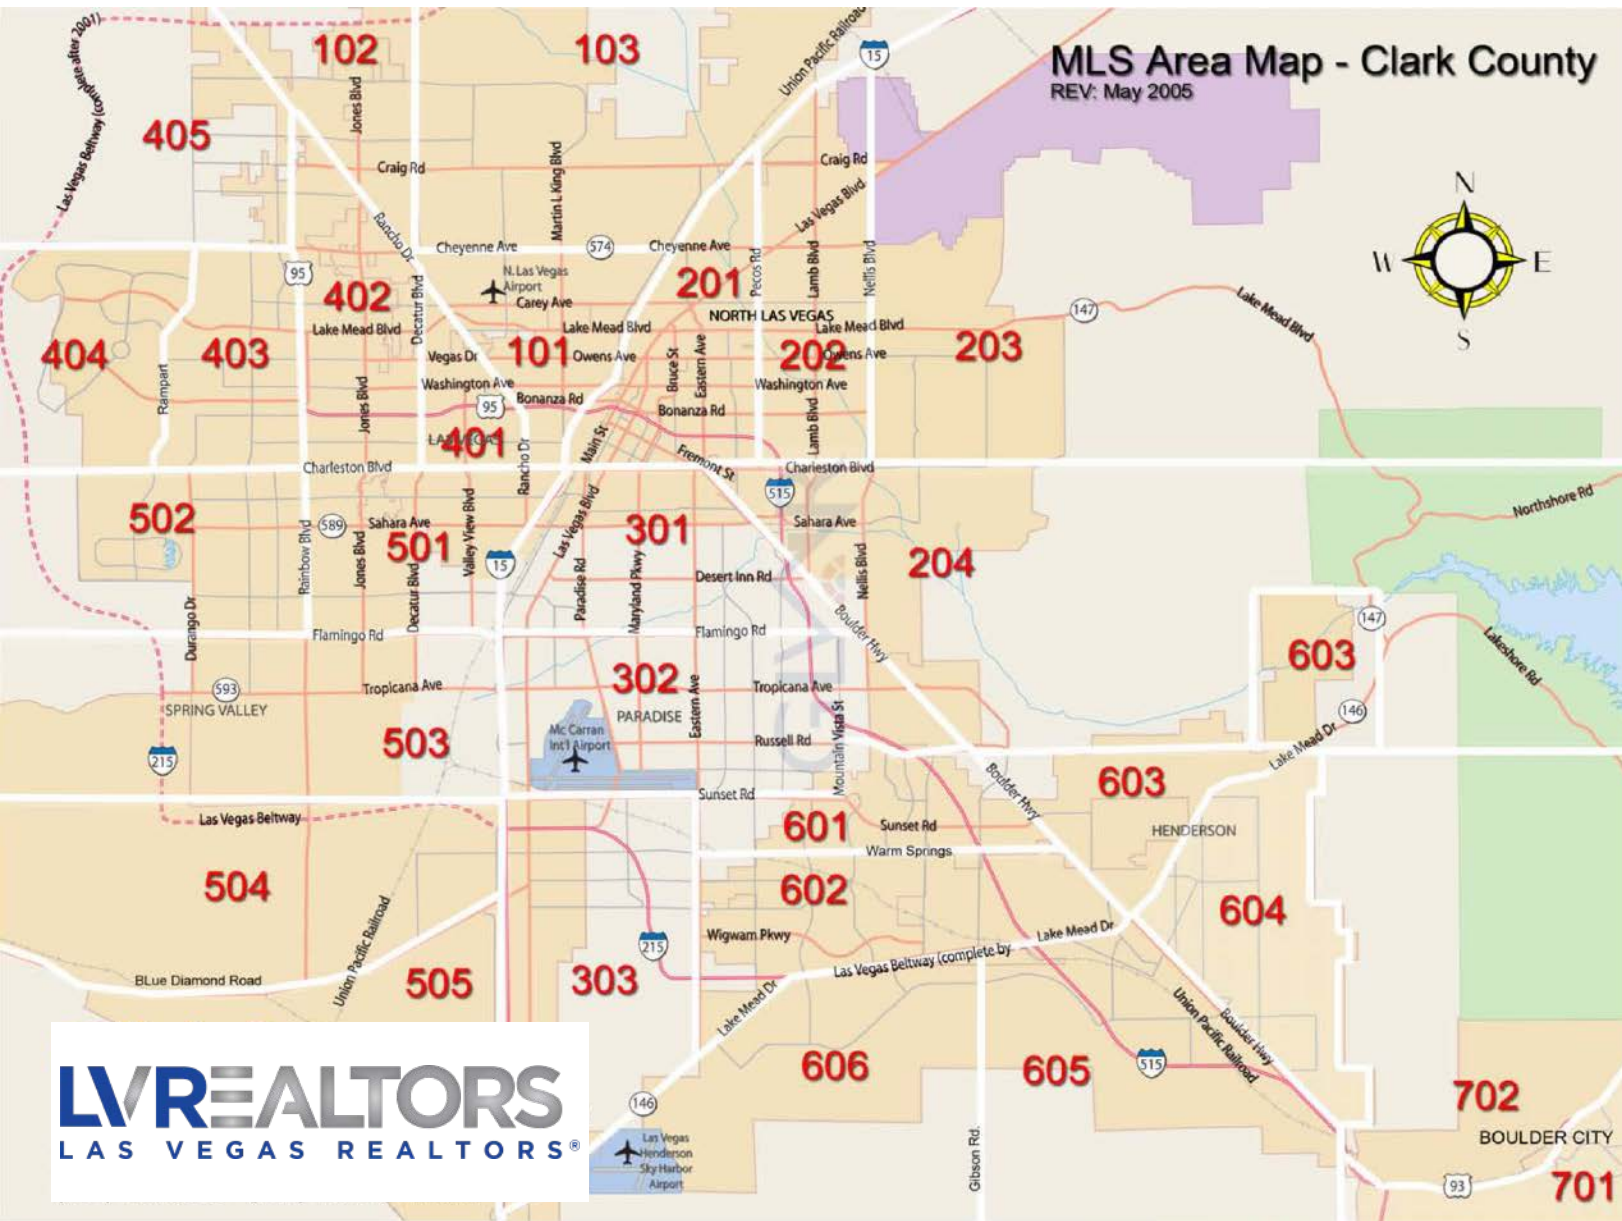 MLS Area Map - Clark County
REV: May 2005
Las Vegas Beltway (complete after 2001)
102
103
Union Pacific Railroad
15
405
Jones Blvd
Craig Rd
Martin L King Blvd
Craig Rd
Las Vegas Blvd
N
W
E
S
Rancho Dr
Cheyenne Ave
574
Cheyenne Ave
95
N. Las Vegas
Airport
201
Pecos Rd
Lamb Blvd
Nellis Blvd
402
Decatur Blvd
Carey Ave
147
Lake Mead Blvd
NORTH LAS VEGAS
Lake Mead Blvd
Lake Mead Blvd
Lake Mead Blvd
404
403
Vegas Dr
101
Owens Ave
Bruce St
Eastern Ave
202
Owens Ave
203
Rampart
Jones Blvd
Washington Ave
Washington Ave
95
Bonanza Rd
Bonanza Rd
Lamb Blvd
LAS VEGAS
401
Main St
Rancho Dr
Fremont St
Charleston Blvd
Charleston Blvd
515
502
589
Sahara Ave
501
Valley View Blvd
Las Vegas Blvd
301
Sahara Ave
Northshore Rd
Rainbow Blvd
Jones Blvd
Decatur Blvd
15
Paradise Rd
Maryland Pkwy
Desert Inn Rd
Nellis Blvd
204
Durango Dr
Flamingo Rd
Flamingo Rd
Boulder Hwy
147
603
Lakeshore Rd
593
Tropicana Ave
302
Tropicana Ave
SPRING VALLEY
PARADISE
Eastern Ave
Mountain Vista St
146
503
Mc Carran
Int'l Airport
Russell Rd
Lake Mead Dr
215
Sunset Rd
Boulder Hwy
603
Las Vegas Beltway
601
Sunset Rd
HENDERSON
Warm Springs
504
602
604
Union Pacific Railroad
215
Wigwam Pkwy
Lake Mead Dr
Las Vegas Beltway (complete by
BLue Diamond Road
505
303
Lake Mead Dr
Union Pacific Railroad
Boulder Hwy
606
605
515
702
146
BOULDER CITY
Las Vegas
Henderson
Sky Harbor
Airport
Gibson Rd.
93
701
LVREALTORS
LAS VEGAS REALTORS®